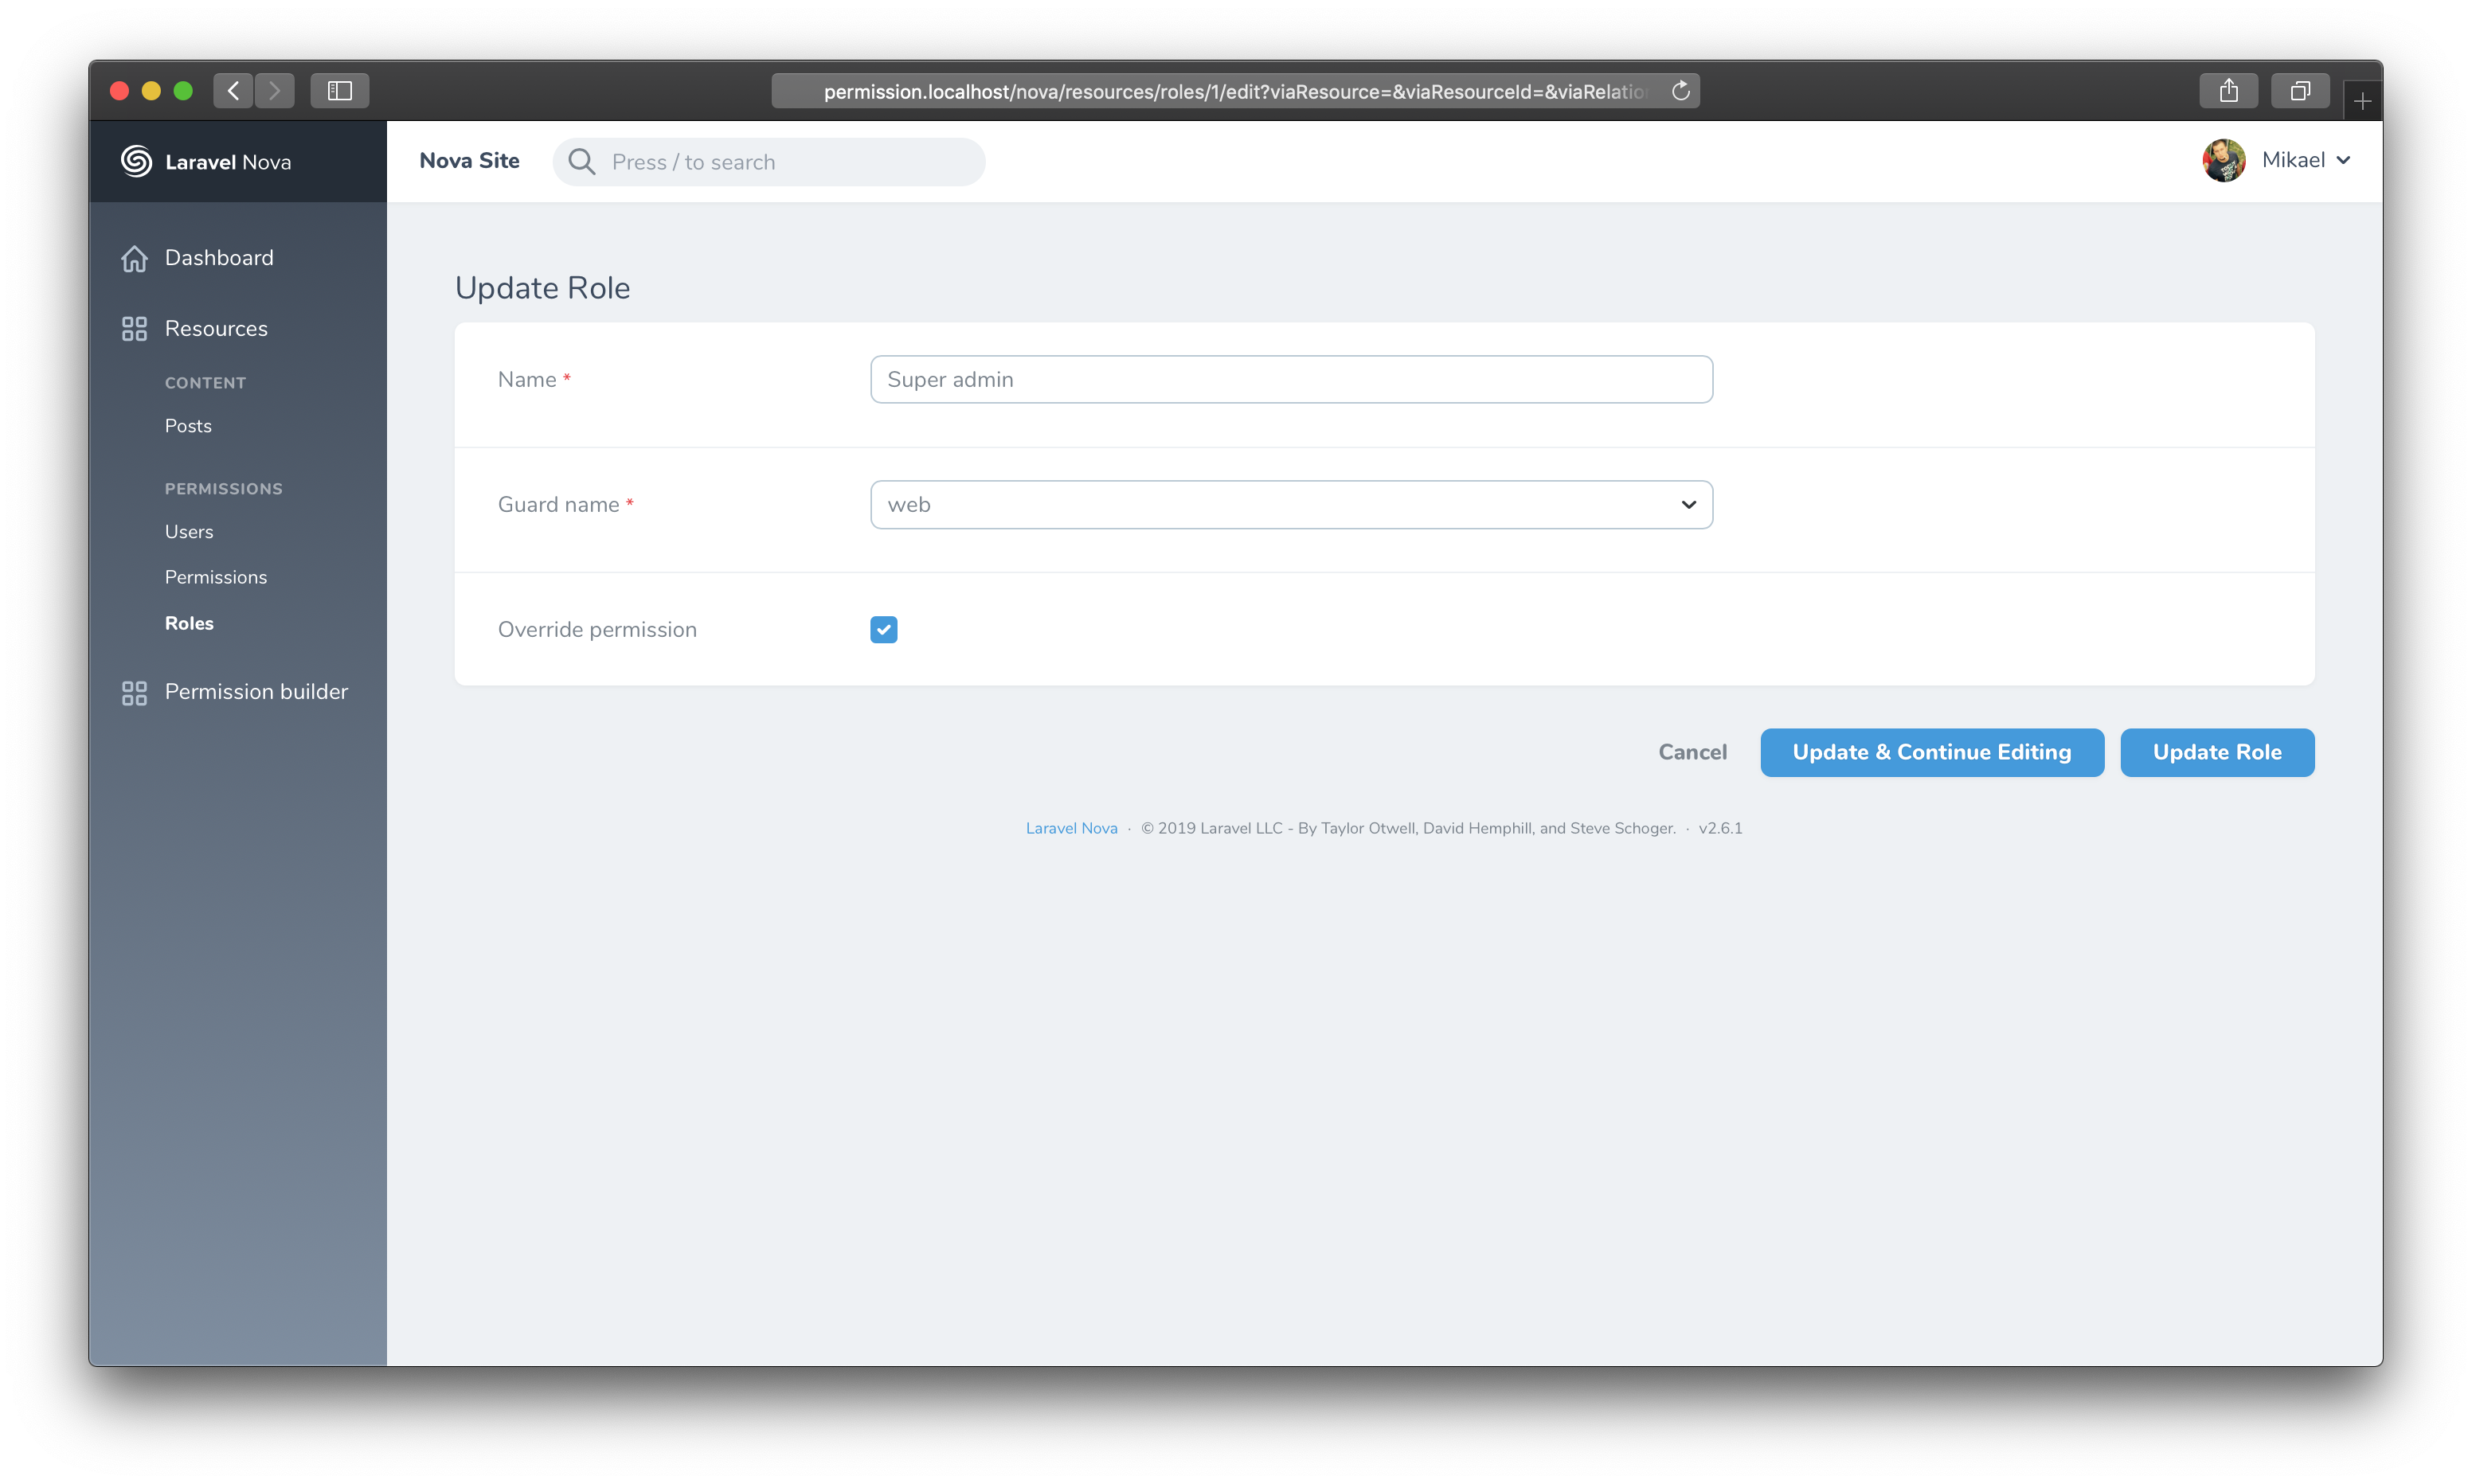 permission.localhost/nova/resources/roles/1/edit?viaResource=&viaResourceId=&viaRelation
Laravel Nova
Nova Site
Press / to search
Mikael
Dashboard
Resources
CONTENT
Posts
PERMISSIONS
Users
Permissions
Roles
Permission builder
Update Role
Name *
Super admin
Guard name *
web
Override permission
Cancel
Update & Continue Editing
Update Role
Laravel Nova · © 2019 Laravel LLC - By Taylor Otwell, David Hemphill, and Steve Schoger. · v2.6.1